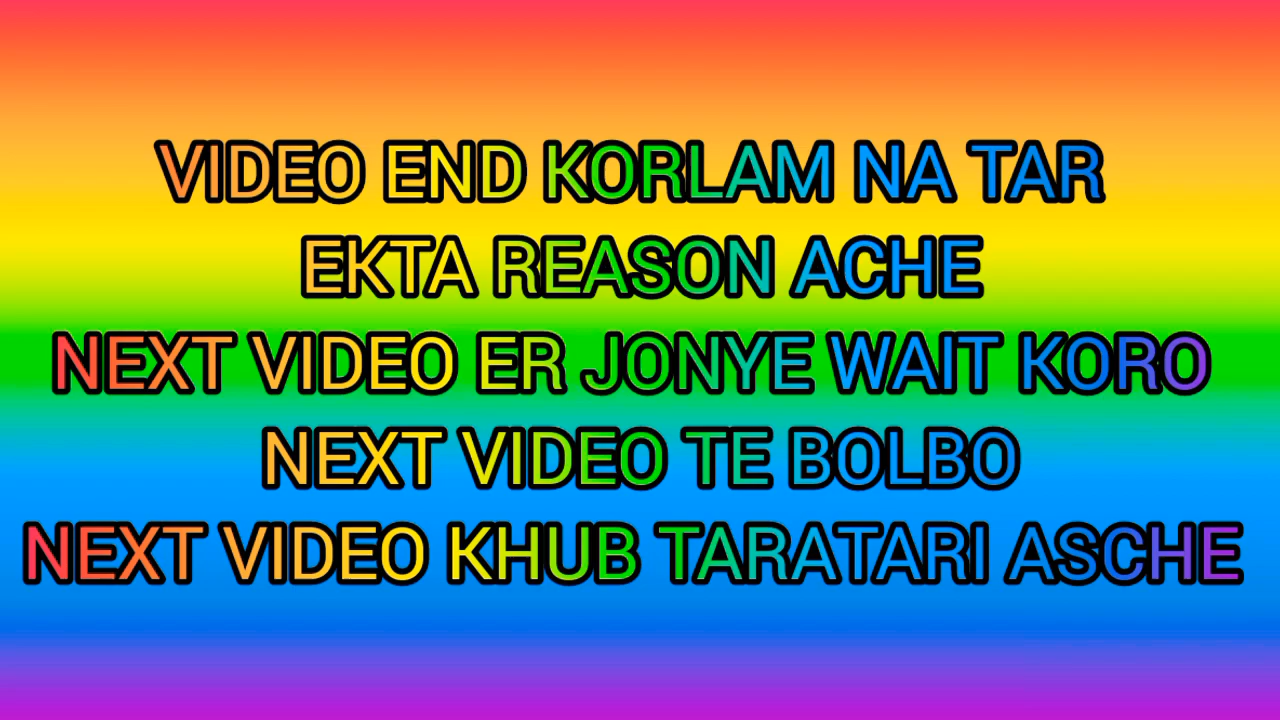 VIDEO END KORLAM NA TAR
EKTA REASON ACHE
NEXT VIDEO ER JONYE WAIT KORO
NEXT VIDEO TE BOLBO
NEXT VIDEO KHUB TARATARI ASCHE